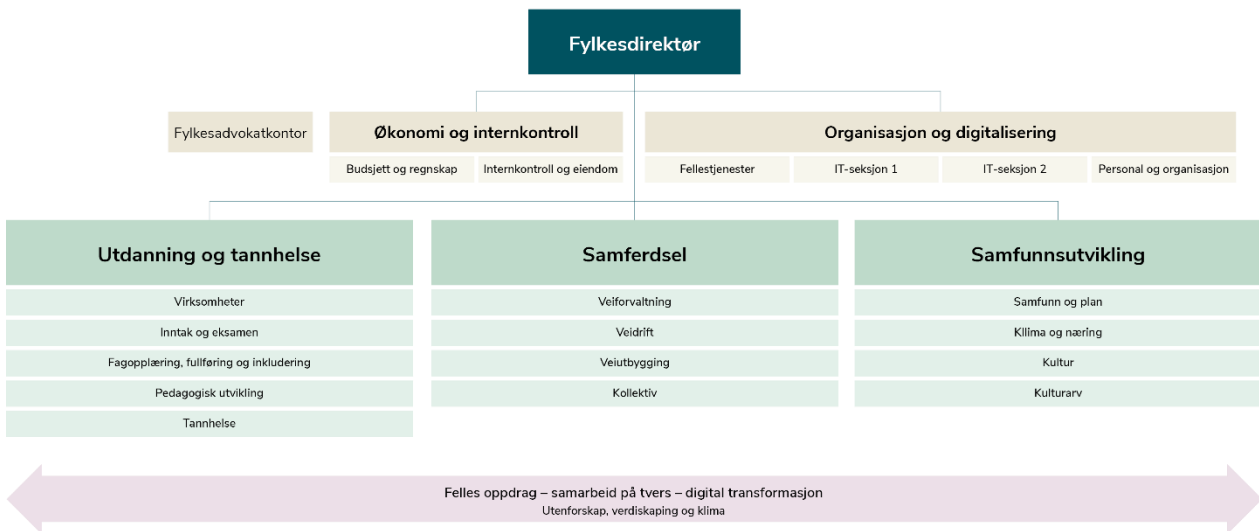 Fylkesdirektør
Fylkesadvokatkontor
Økonomi og internkontroll
Organisasjon og digitalisering
Budsjett og regnskap
Internkontroll og eiendom
Fellestjenester
IT-seksjon 1
IT-seksjon 2
Personal og organisasjon
Utdanning og tannhelse
Virksomheter
Inntak og eksamen
Fagopplæring, fullføring og inkludering
Pedagogisk utvikling
Tannhelse
Samferdsel
Veiforvaltning
Veidrift
Veiutbygging
Kollektiv
Samfunnsutvikling
Samfunn og plan
Kllima og næring
Kultur
Kulturarv
Felles oppdrag – samarbeid på tvers – digital transformasjon
Utenforskap, verdiskaping og klima